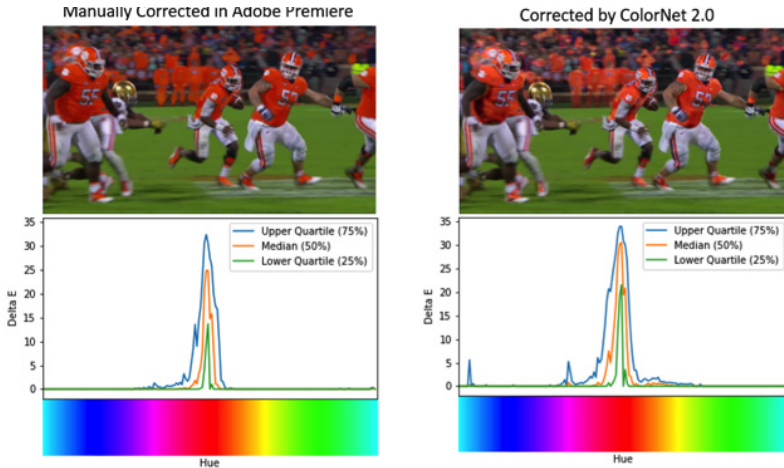 Manually Corrected in Adobe Premiere
Corrected by ColorNet 2.0
55
Delta E
35
30
25
20
15
10
5
0
Upper Quartile (75%)
Median (50%)
Lower Quartile (25%)
Hue
55
Delta E
35
30
25
20
15
10
5
0
Upper Quartile (75%)
Median (50%)
Lower Quartile (25%)
Hue